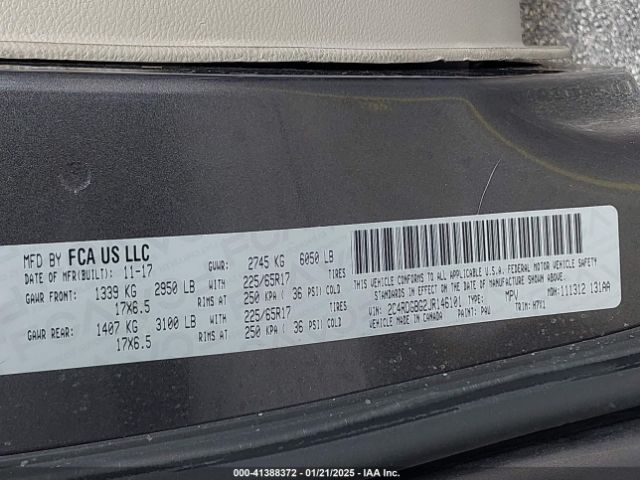 MFD BY FCA US LLC
DATE OF MFR(BUILT): 11-17
GVWR: 2745 KG 6050 LB
GAWR FRONT: 1339 KG 2950 LB WITH 225/65R17 TIRES
17X6.5 RIMS AT 250 KPA ( 36 PSI) COLD
GAWR REAR: 1407 KG 3100 LB WITH 225/65R17 TIRES
17X6.5 RIMS AT 250 KPA ( 36 PSI) COLD
THIS VEHICLE CONFORMS TO ALL APPLICABLE U.S.A. FEDERAL MOTOR VEHICLE SAFETY
STANDARDS IN EFFECT ON THE DATE OF MANUFACTURE SHOWN ABOVE
VIN: 2C4RDGBG2JR146101 TYPE: MPV MDH: 111312 131AA
VEHICLE MADE IN CANADA PAINT: PAU TRIM: H7X1
000-41388372 / 01/21/2025 / IAA Inc.